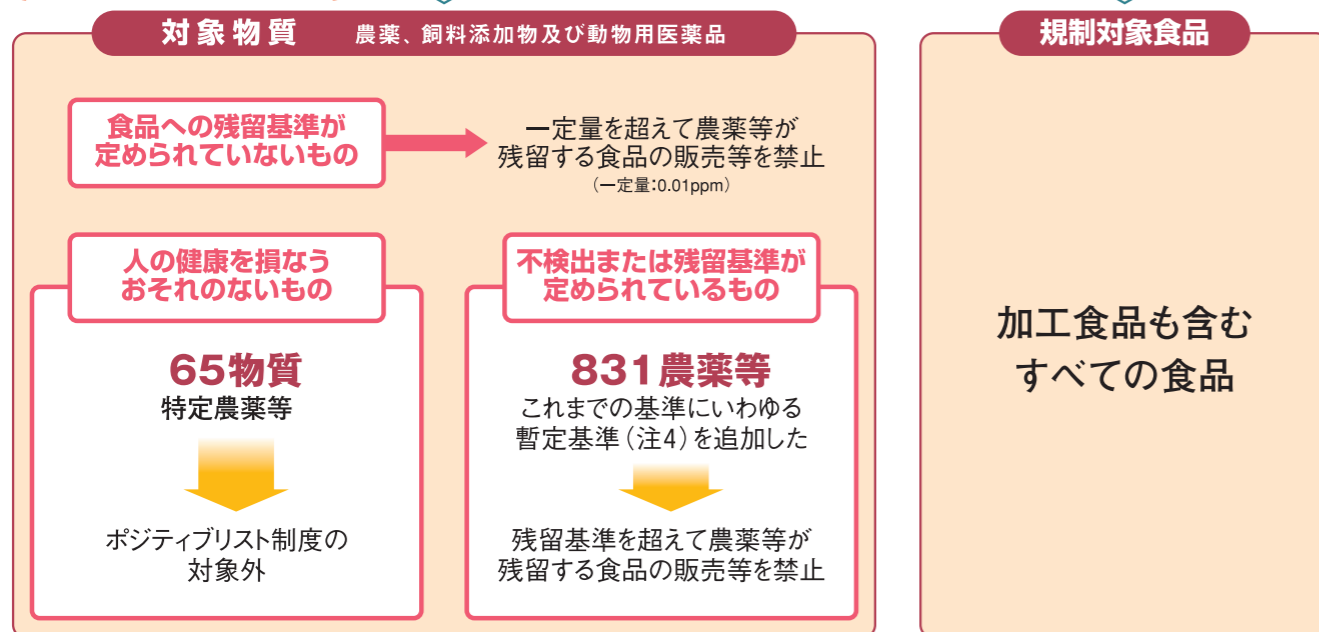 対象物質 農薬、飼料添加物及び動物用医薬品
食品への残留基準が
定められていないもの
一定量を超えて農薬等が
残留する食品の販売等を禁止
（一定量：0.01ppm）
人の健康を損なう
おそれのないもの
65物質
特定農薬等
ポジティブリスト制度の
対象外
不検出または残留基準が
定められているもの
831農薬等
これまでの基準にいわゆる
暫定基準（注4）を追加した
残留基準を超えて農薬等が
残留する食品の販売等を禁止
規制対象食品
加工食品も含む
すべての食品